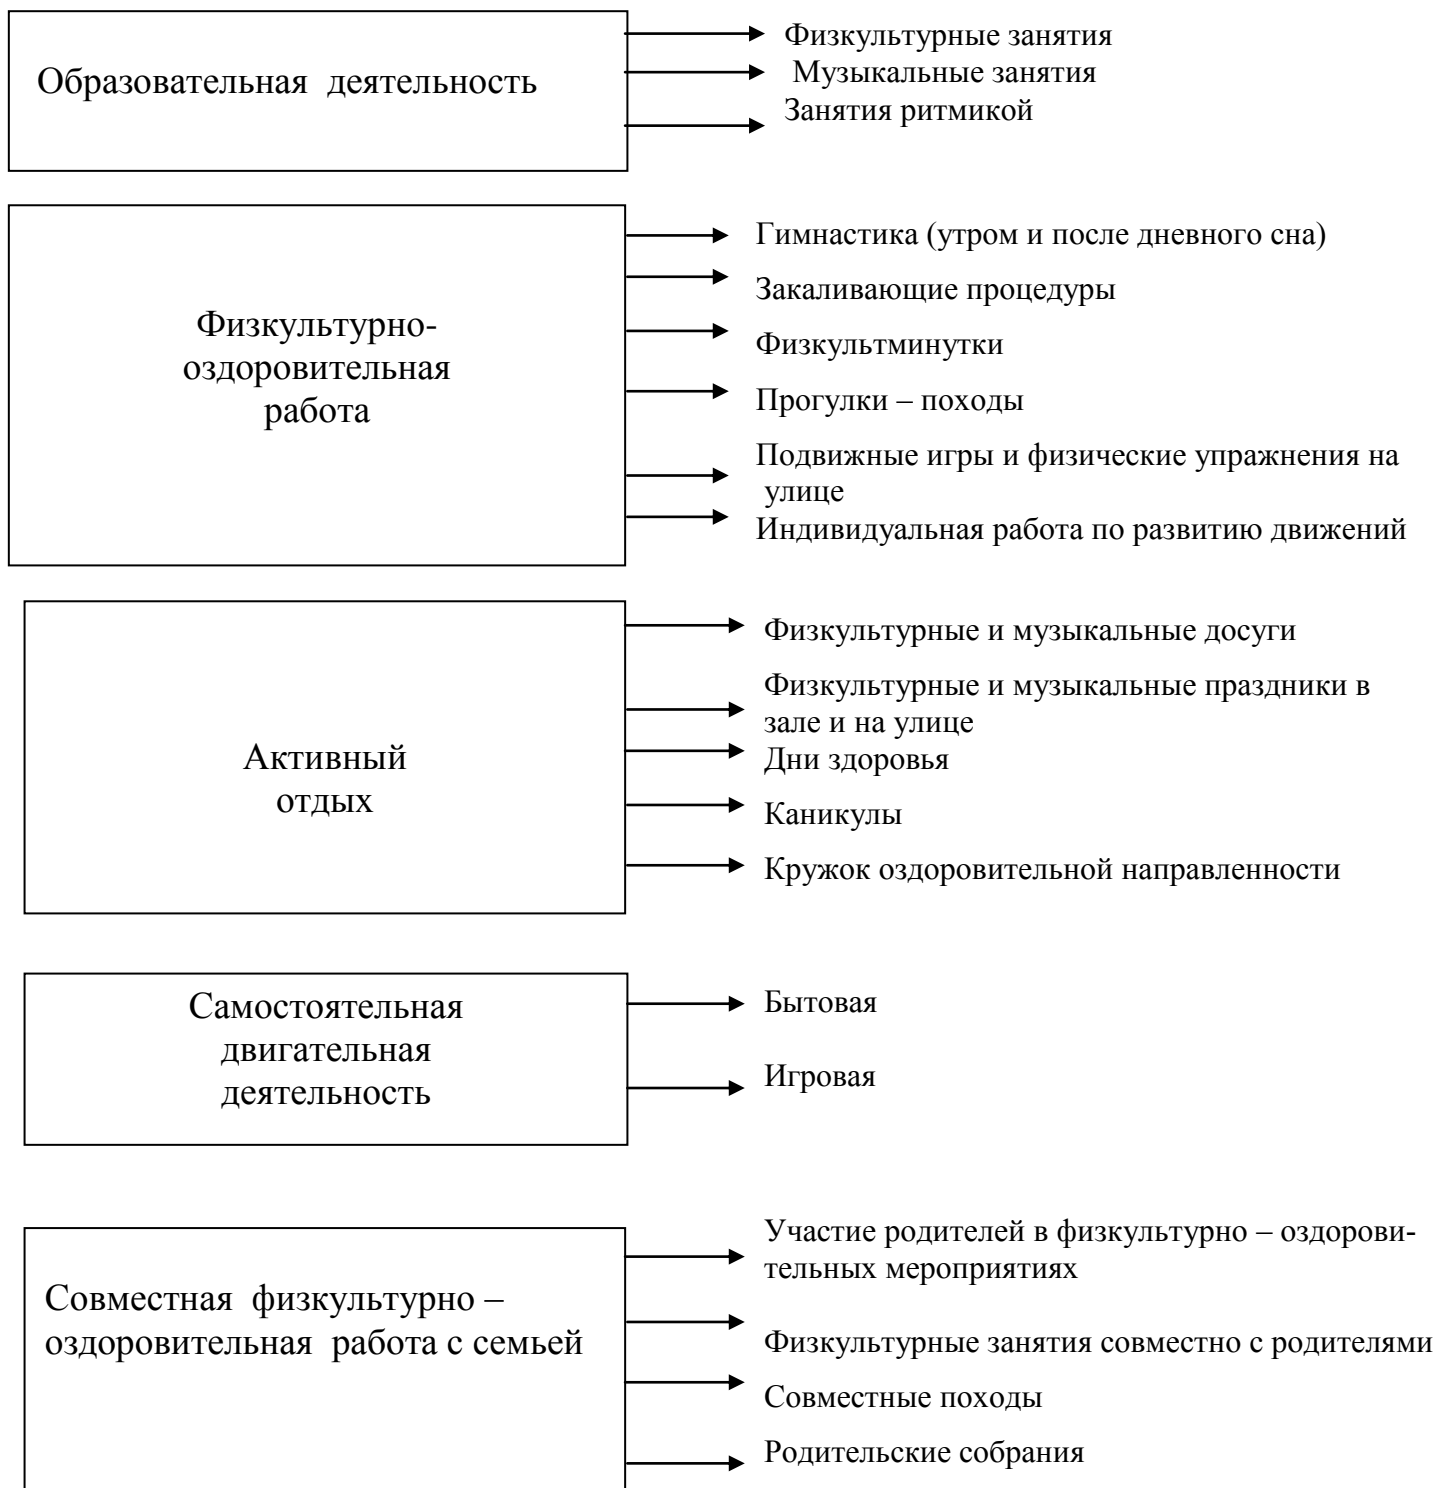 Образовательная деятельность
Физкультурные занятия
Музыкальные занятия
Занятия ритмикой
Физкультурно-
оздоровительная
работа
Гимнастика (утром и после дневного сна)
Закаливающие процедуры
Физкультминутки
Прогулки – походы
Подвижные игры и физические упражнения на
улице
Индивидуальная работа по развитию движений
Активный
отдых
Физкультурные и музыкальные досуги
Физкультурные и музыкальные праздники в
зале и на улице
Дни здоровья
Каникулы
Кружок оздоровительной направленности
Самостоятельная
двигательная
деятельность
Бытовая
Игровая
Совместная физкультурно –
оздоровительная работа с семьей
Участие родителей в физкультурно – оздорови-
тельных мероприятиях
Физкультурные занятия совместно с родителями
Совместные походы
Родительские собрания